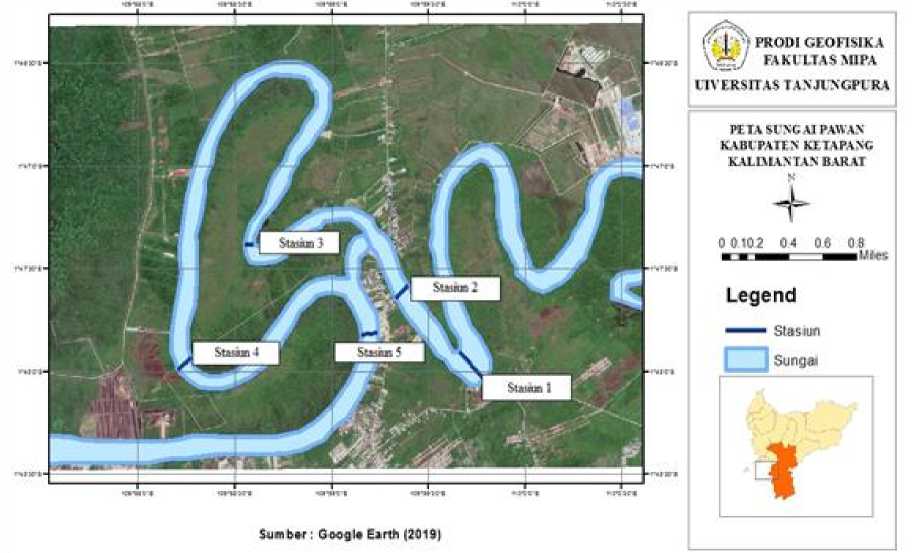 PRODI GEOFISIKA
FAKULTAS MIPA
UIVERSITAS TANJUNGPURA
PETA SUNGAI PAWAN
KABUPATEN KETAPANG
KALIMANTAN BARAT
N
0 0.10.2 0.4 0.6 0.8
Miles
Legend
Stasiun
Sungai
Stasiun 3
Stasiun 2
Stasiun 4
Stasiun 5
Stasiun 1
Sumber : Google Earth (2019)